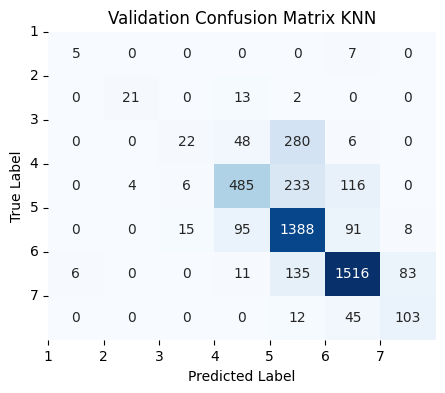 Validation Confusion Matrix KNN
1
5 0 0 0 0 7 0
2
0 21 0 13 2 0 0
3
0 0 22 48 280 6 0
4
0 4 6 485 233 116 0
5
0 0 15 95 1388 91 8
6
6 0 0 11 135 1516 83
7
0 0 0 0 12 45 103
True Label
1 2 3 4 5 6 7
Predicted Label